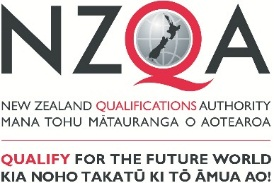 NZQA
NEW ZEALAND QUALIFICATIONS AUTHORITY
MANA TOHU MĀTAURANGA O AOTEAROA
QUALIFY FOR THE FUTURE WORLD
KIA NOHO TAKATŪ KI TŌ ĀMUA AO!